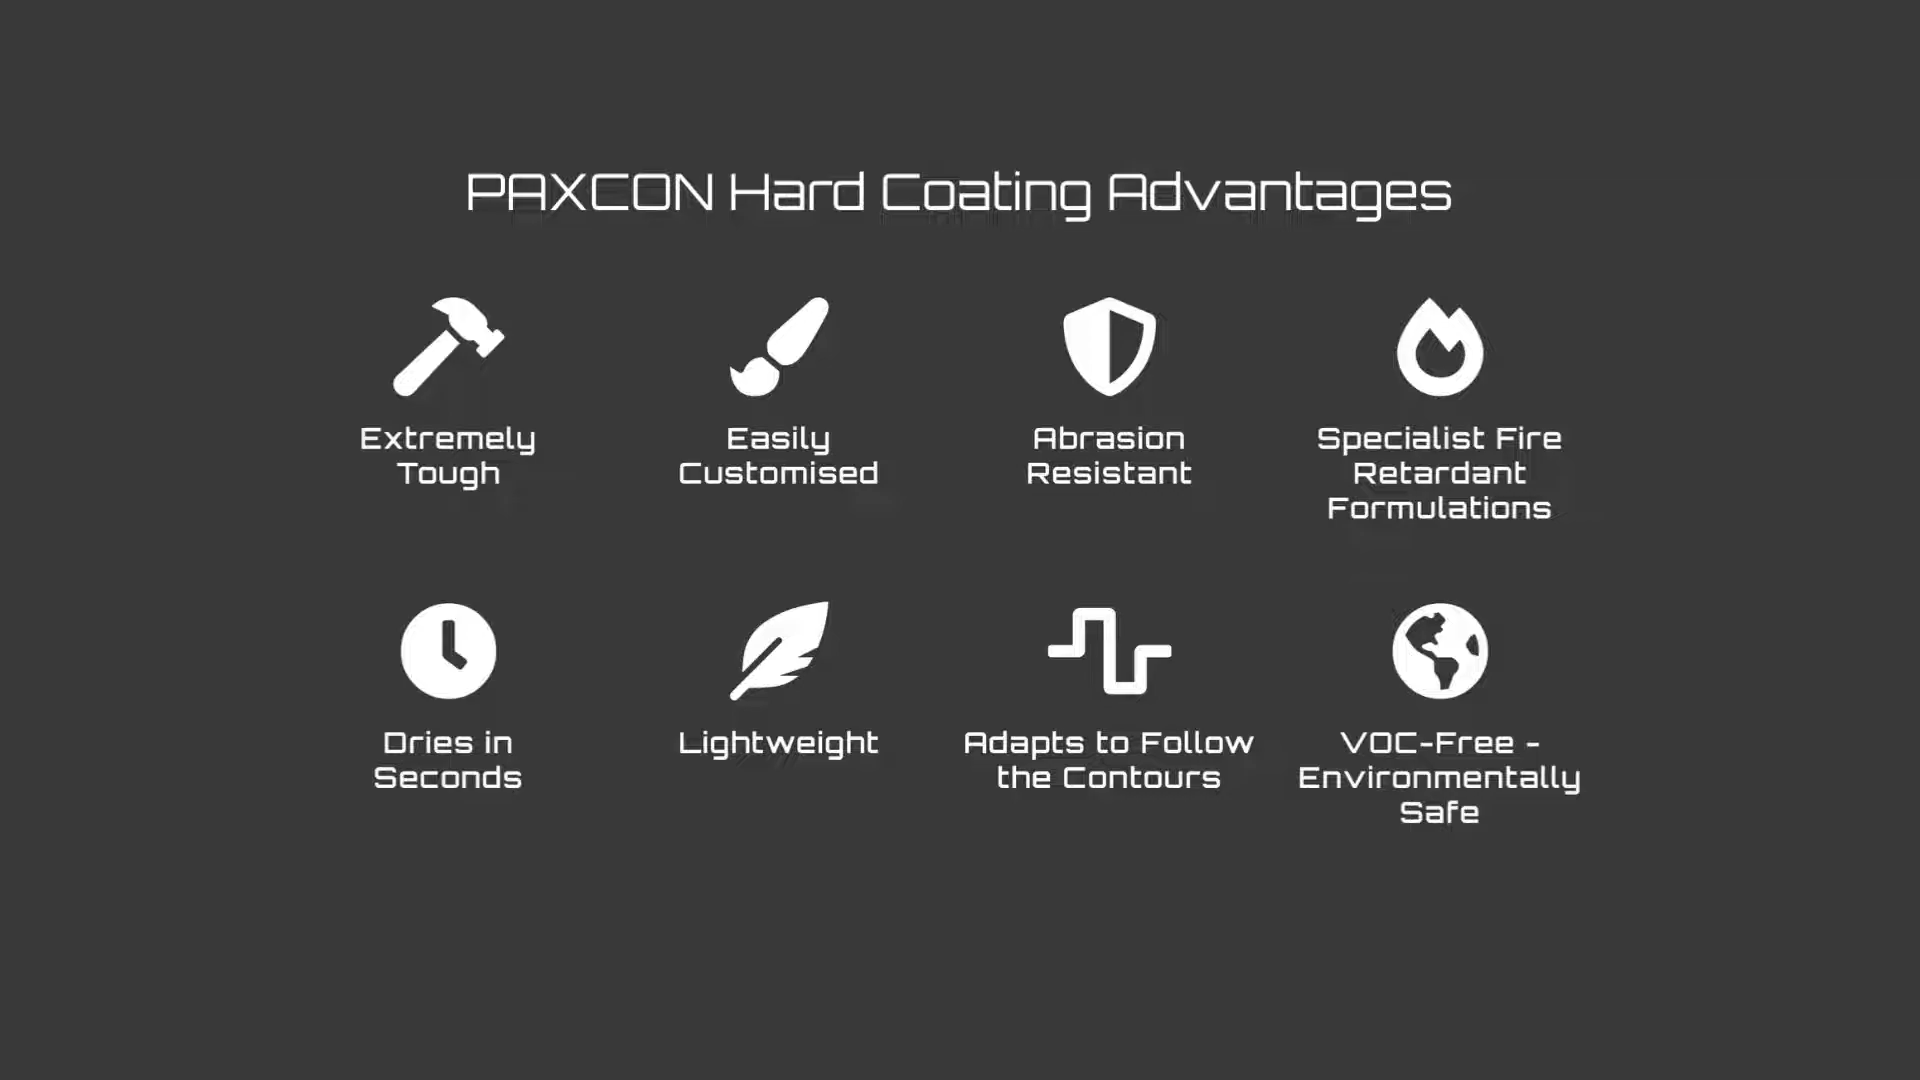 PAXCON Hard Coating Advantages
Extremely
Tough
Easily
Customised
Abrasion
Resistant
Specialist Fire
Retardant
Formulations
Dries in
Seconds
Lightweight
Adapts to Follow
the Contours
VOC-Free -
Environmentally
Safe